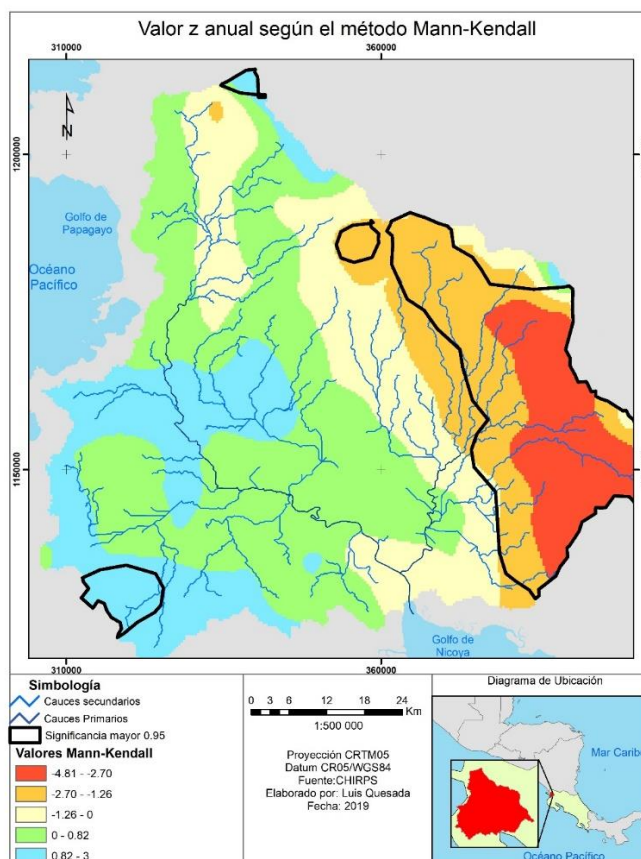 Valor z anual según el método Mann-Kendall
310000
360000
1200000
N
Golfo de
Papagayo
Océano
Pacífico
1150000
Golfo de
Nicoya
310000
360000
Simbología
Cauces secundarios
Cauces Primarios
Significancia mayor 0.95
Valores Mann-Kendall
-4.81 - -2.70
-2.70 - -1.26
-1.26 - 0
0 - 0.82
0.82 - 3
0 3 6 12 18 24
Km
1:500 000
Proyección CRTM05
Datum CR05/WGS84
Fuente:CHIRPS
Elaborado por: Luis Quesada
Fecha: 2019
Diagrama de Ubicación
Mar Caribe
Océano Pacífico